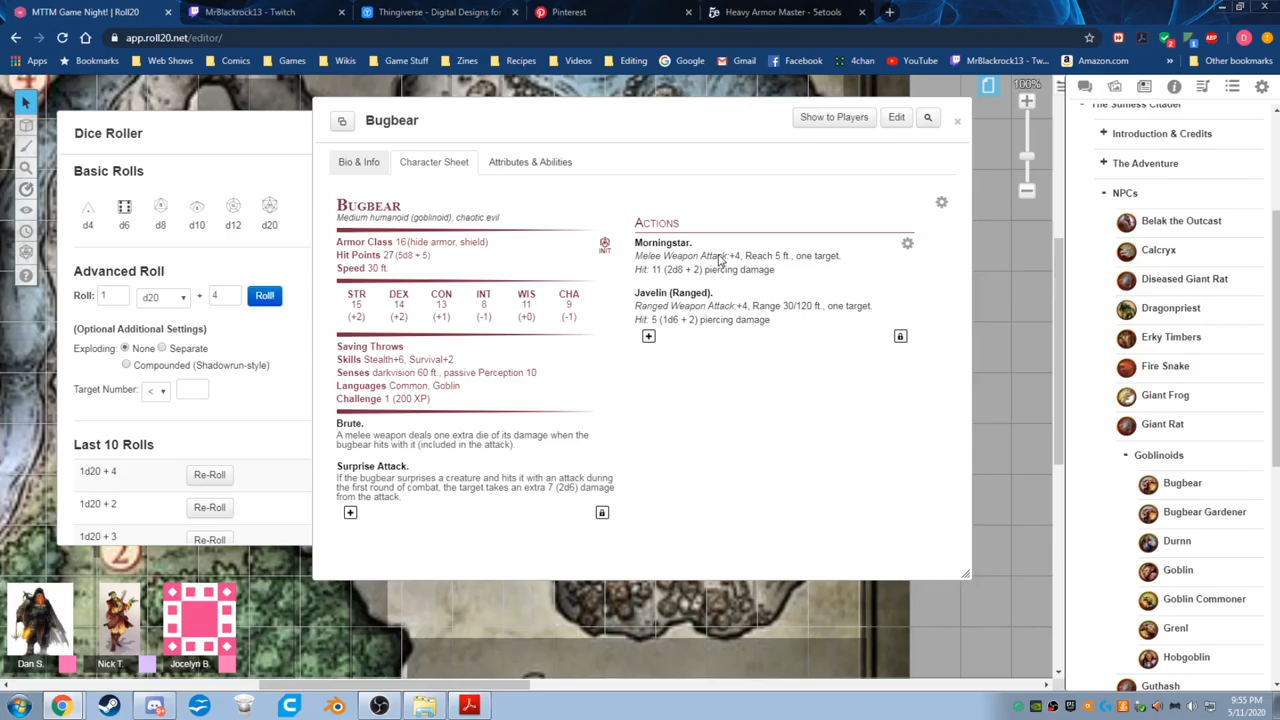 MTTM Game Night! | Roll20
MrBlackrock13 - Twitch
Thingiverse - Digital Designs for
Pinterest
Heavy Armor Master - 5etools
app.roll20.net/editor/
Apps
Bookmarks
Web Shows
Comics
Games
Wikis
Game Stuff
Zines
Recipes
Videos
Editing
Google
Gmail
Facebook
4chan
YouTube
MrBlackrock13 - Tw...
Amazon.com
»
Other bookmarks
100%
Dice Roller
Basic Rolls
d4 d6 d8 d10 d12 d20
Advanced Roll
Roll: 1 d20 + 4 Roll!
(Optional Additional Settings)
Exploding: None Separate
Compounded (Shadowrun-style)
Target Number: <
Last 10 Rolls
1d20 + 4 Re-Roll
1d20 + 2 Re-Roll
1d20 + 3 Re-Roll
Bugbear
Show to Players
Edit
Bio & Info
Character Sheet
Attributes & Abilities
BUGBEAR
Medium humanoid (goblinoid), chaotic evil
Armor Class 16 (hide armor, shield)
Hit Points 27 (5d8 + 5)
Speed 30 ft.
INIT
STR DEX CON INT WIS CHA
15 14 13 8 11 9
(+2) (+2) (+1) (-1) (+0) (-1)
Saving Throws
Skills Stealth+6, Survival+2
Senses darkvision 60 ft., passive Perception 10
Languages Common, Goblin
Challenge 1 (200 XP)
Brute.
A melee weapon deals one extra die of its damage when the
bugbear hits with it (included in the attack).
Surprise Attack.
If the bugbear surprises a creature and hits it with an attack during
the first round of combat, the target takes an extra 7 (2d6) damage
from the attack.
ACTIONS
Morningstar.
Melee Weapon Attack:+4, Reach 5 ft., one target.
Hit: 11 (2d8 + 2) piercing damage
Javelin (Ranged).
Ranged Weapon Attack:+4, Range 30/120 ft., one target.
Hit: 5 (1d6 + 2) piercing damage
The Sunless Citadel
Introduction & Credits
The Adventure
NPCs
Belak the Outcast
Calcryx
Diseased Giant Rat
Dragonpriest
Erky Timbers
Fire Snake
Giant Frog
Giant Rat
Goblinoids
Bugbear
Bugbear Gardener
Durnn
Goblin
Goblin Commoner
Grenl
Hobgoblin
Guthash
Dan S.
Nick T.
Jocelyn B.
9:55 PM
5/11/2020